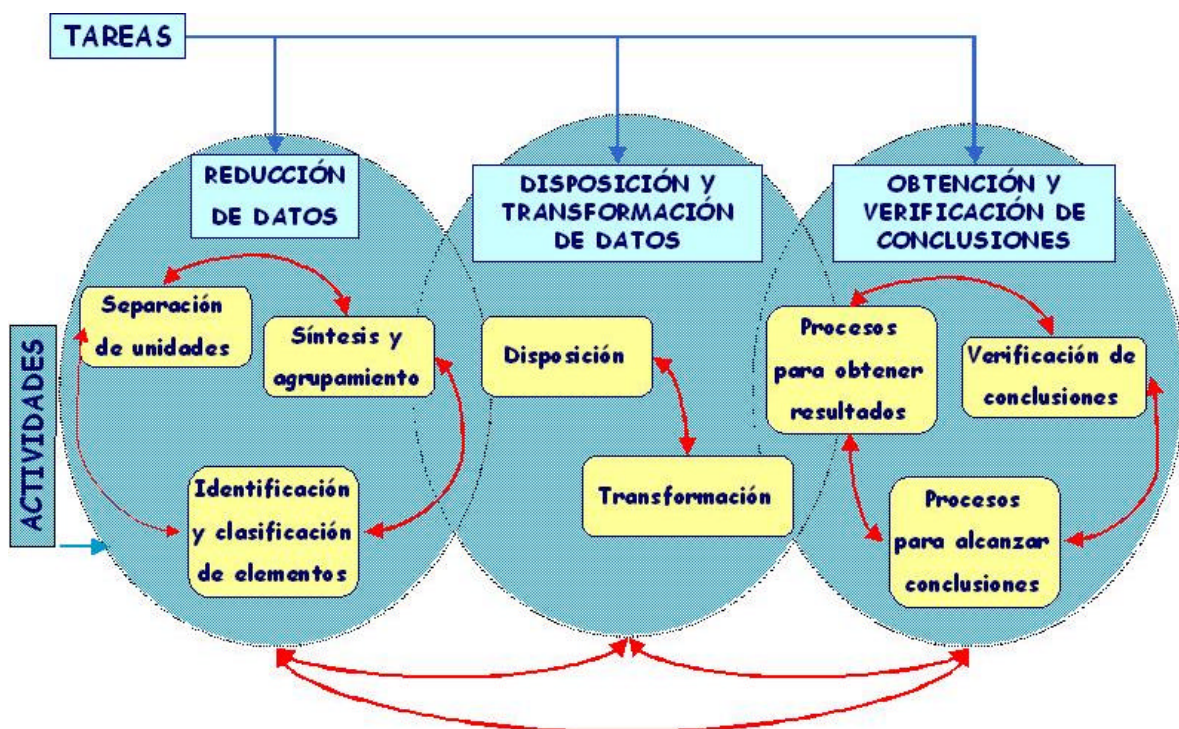 TAREAS
REDUCCIÓN
DE DATOS
DISPOSICIÓN Y
TRANSFORMACIÓN
DE DATOS
OBTENCIÓN Y
VERIFICACIÓN DE
CONCLUSIONES
ACTIVIDADES
Separación
de unidades
Síntesis y
agrupamiento
Identificación
y clasificación
de elementos
Disposición
Transformación
Procesos
para obtener
resultados
Verificación de
conclusiones
Procesos
para alcanzar
conclusiones